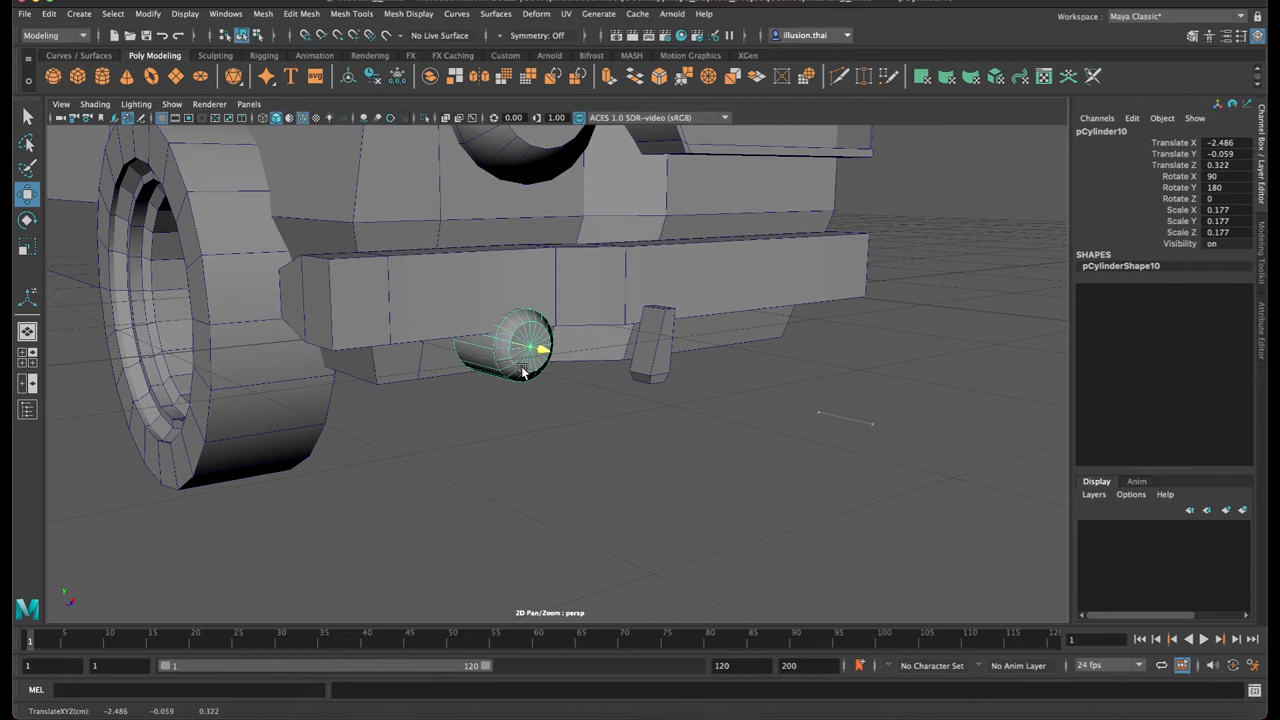 File Edit Create Select Modify Display Windows Mesh Edit Mesh Mesh Tools Mesh Display Curves Surfaces Deform UV Generate Cache Arnold Help
Workspace : Maya Classic*
Modeling No Live Surface Symmetry: Off illusion.thai
Curves / Surfaces Poly Modeling Sculpting Rigging Animation Rendering FX FX Caching Custom Arnold Bifrost MASH Motion Graphics XGen
View Shading Lighting Show Renderer Panels
0.00 1.00 ACES 1.0 SDR-video (sRGB)
Channels Edit Object Show
pCylinder10
Translate X -2.486
Translate Y -0.059
Translate Z 0.322
Rotate X 90
Rotate Y 180
Rotate Z 0
Scale X 0.177
Scale Y 0.177
Scale Z 0.177
Visibility on
SHAPES
pCylinderShape10
Channel Box / Layer Editor
Modeling Toolkit
Attribute Editor
Display Anim
Layers Options Help
y
2D Pan/Zoom : persp
5 10 15 20 25 30 35 40 45 50 55 60 65 70 75 80 85 90 95 100 105 110 115 120
1
1
1 1 1 120 120 200 No Character Set No Anim Layer 24 fps
MEL
TranslateXYZ(cm): -2.486 -0.059 0.322